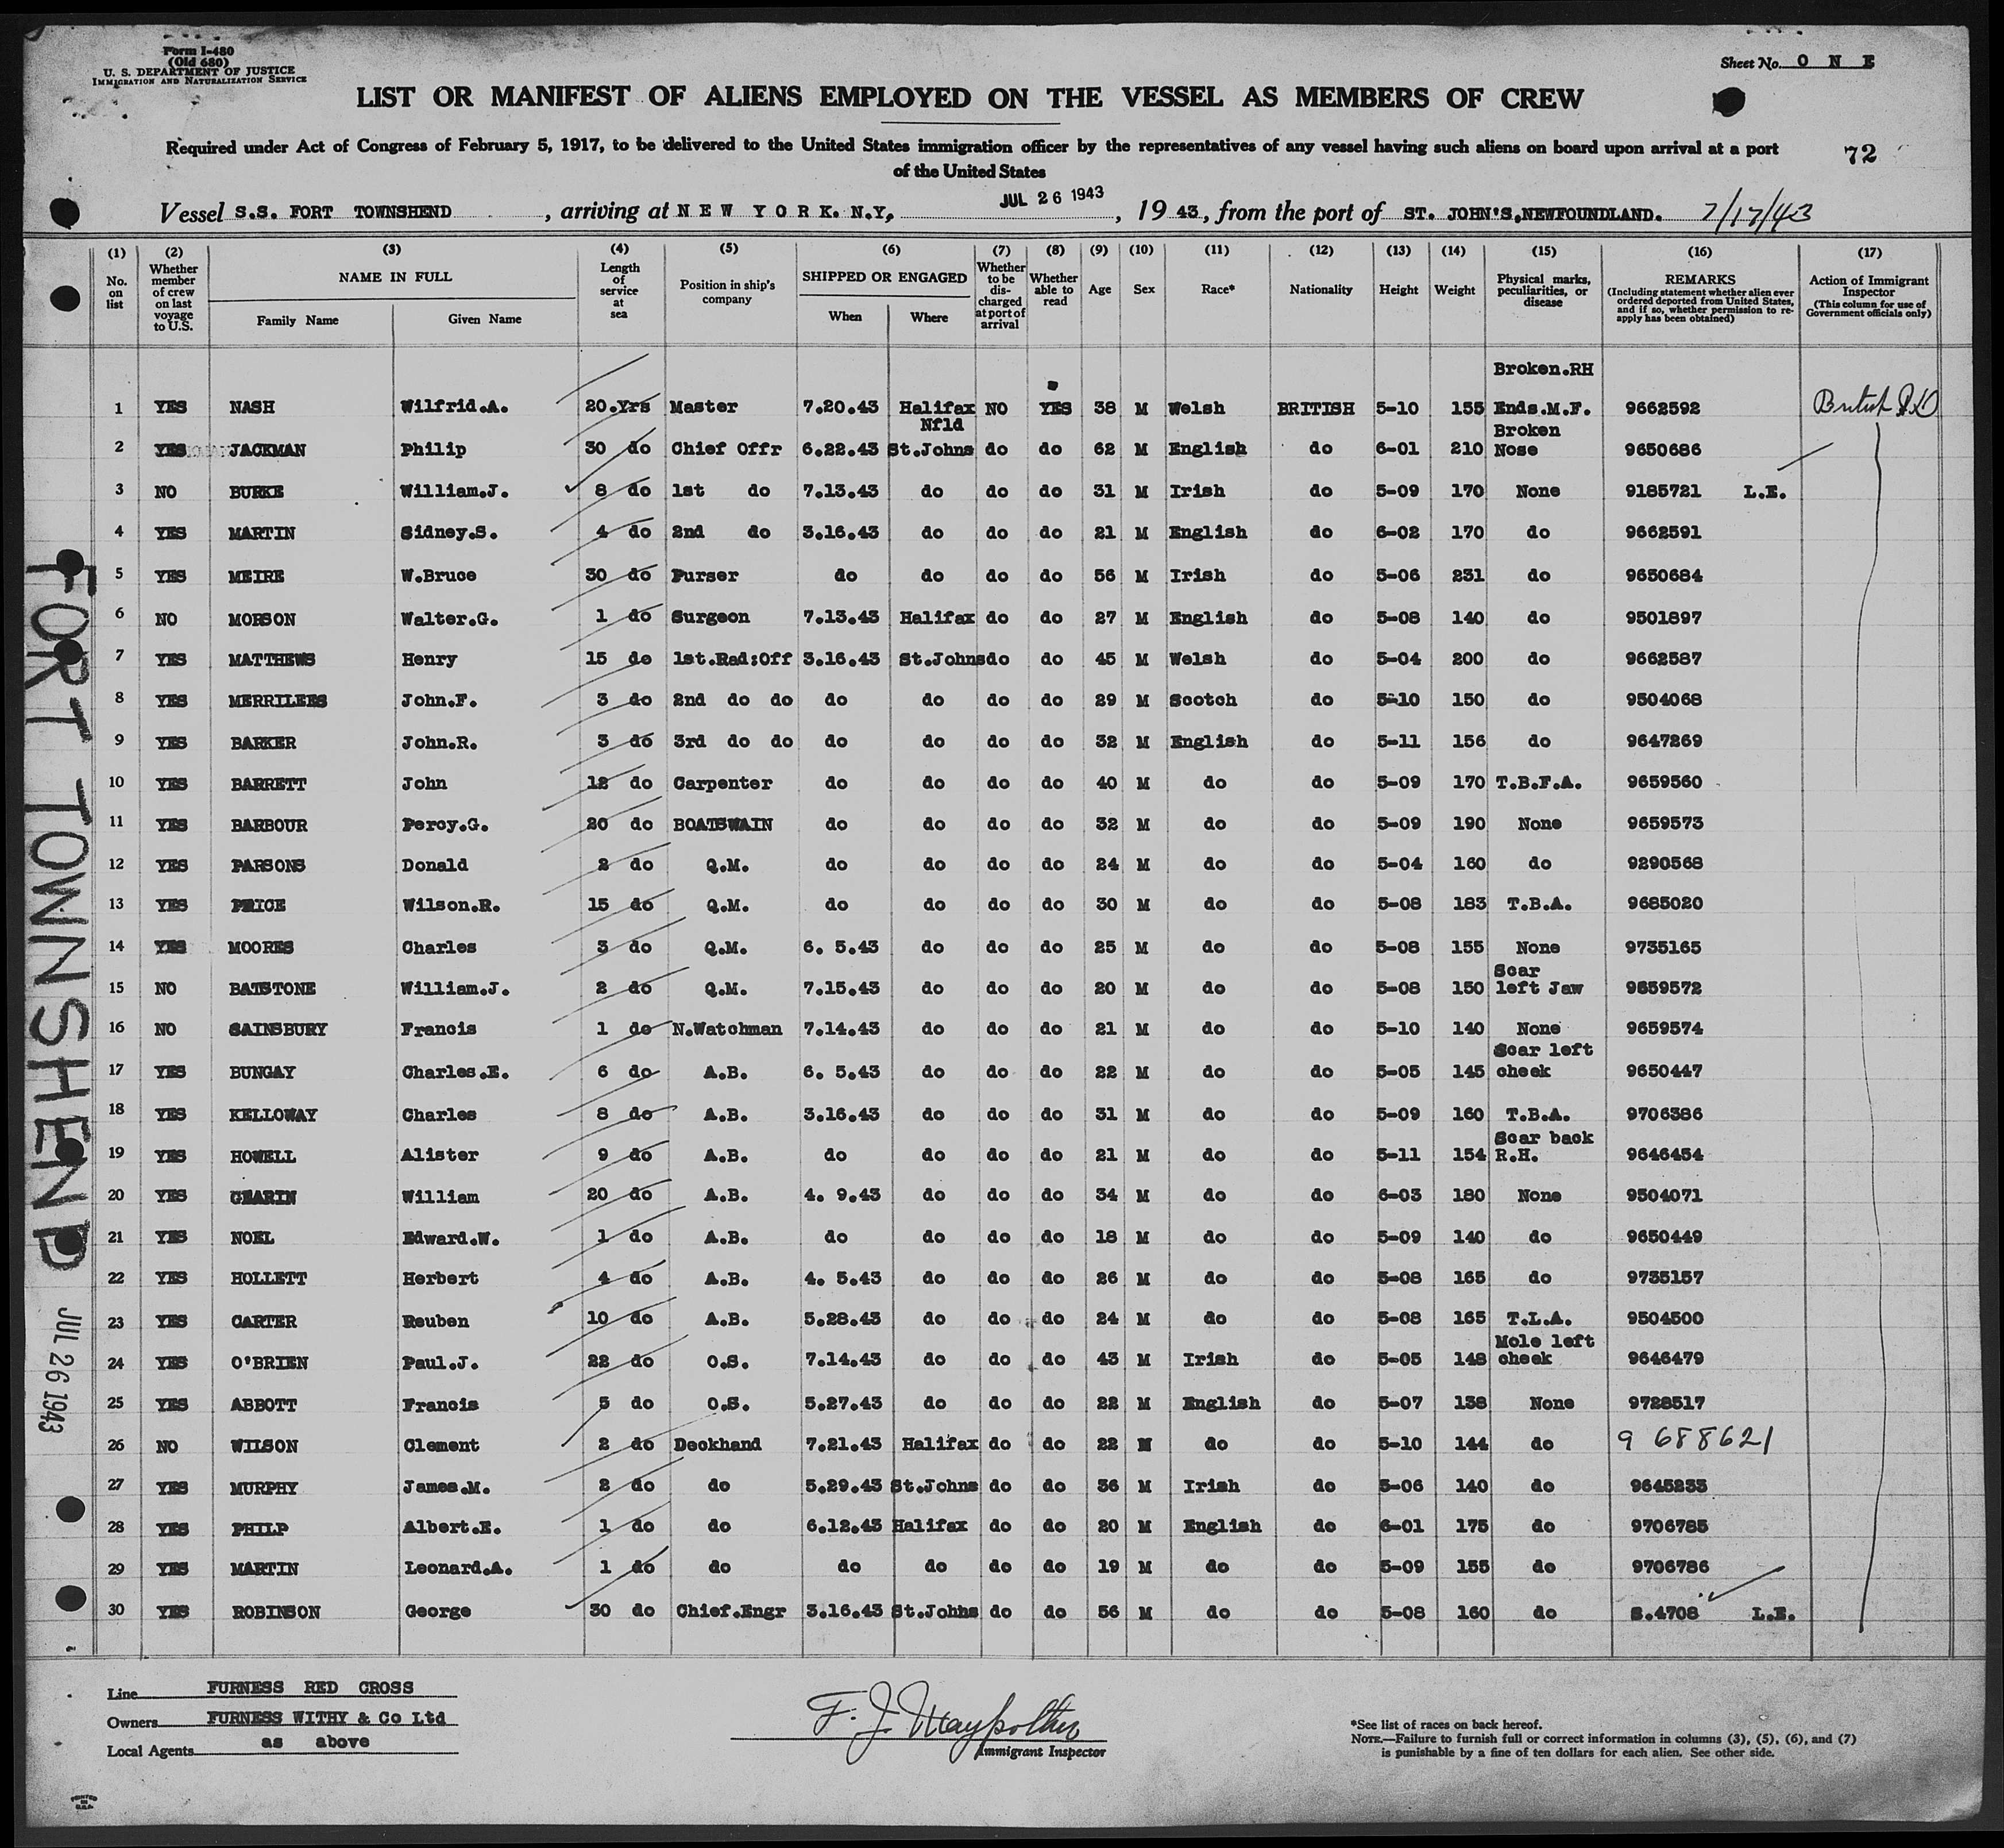 Form I-480
(Old 680)
U. S. DEPARTMENT OF JUSTICE
IMMIGRATION AND NATURALIZATION SERVICE
Sheet No. O N E
LIST OR MANIFEST OF ALIENS EMPLOYED ON THE VESSEL AS MEMBERS OF CREW
Required under Act of Congress of February 5, 1917, to be delivered to the United States immigration officer by the representatives of any vessel having such aliens on board upon arrival at a port
of the United States
72
Vessel S.S. FORT TOWNSHEND, arriving at N E W Y O R K. N.Y, JUL 26 1943, 19 43, from the port of ST. JOHN'S,NEWFOUNDLAND. 7/17/43
(1) (2) (3) (4) (5) (6) (7) (8) (9) (10) (11) (12) (13) (14) (15) (16) (17)
No. on list
Whether member of crew on last voyage to U.S.
NAME IN FULL
Family Name Given Name
Length of service at sea
Position in ship's company
SHIPPED OR ENGAGED
When Where
Whether to be discharged at port of arrival
Whether able to read
Age
Sex
Race*
Nationality
Height
Weight
Physical marks, peculiarities, or disease
REMARKS
(Including statement whether alien ever ordered deported from United States, and if so, whether permission to re-apply has been obtained)
Action of Immigrant Inspector
(This column for use of Government officials only)
Broken.RH
1 YES NASH Wilfrid.A. 20.Yrs Master 7.20.43 Halifax NO YES 38 M Welsh BRITISH 5-10 155 Ends.M.F. 9662592 British
Nfld Broken
2 YES JACKMAN Philip 30 do Chief Offr 6.22.43 St.Johns do do 62 M English do 6-01 210 Nose 9650686
3 NO BURKE William.J. 8 do 1st do 7.13.43 do do do 31 M Irish do 5-09 170 None 9185721 L.E.
4 YES MARTIN Sidney.S. 4 do 2nd do 3.16.43 do do do 21 M English do 6-02 170 do 9662591
5 YES MEIRE W.Bruce 30 do Purser do do do do 56 M Irish do 5-06 231 do 9650684
6 NO MORSON Walter.G. 1 do Surgeon 7.13.43 Halifax do do 27 M English do 5-08 140 do 9501897
7 YES MATTHEWS Henry 15 do 1st.Rad:Off 3.16.43 St.Johns do do 45 M Welsh do 5-04 200 do 9662587
8 YES MERRILEES John.F. 3 do 2nd do do do do do do 29 M Scotch do 5-10 150 do 9504068
9 YES BARKER John.R. 3 do 3rd do do do do do do 32 M English do 5-11 156 do 9647269
10 YES BARRETT John 12 do Carpenter do do do do 40 M do do 5-09 170 T.B.F.A. 9659560
11 YES BARBOUR Percy.G. 20 do BOATSWAIN do do do do 32 M do do 5-09 190 None 9659573
12 YES PARSONS Donald 2 do Q.M. do do do do 24 M do do 5-04 160 do 9290568
13 YES PRICE Wilson.R. 15 do Q.M. do do do do 30 M do do 5-08 183 T.B.A. 9685020
14 YES MOORES Charles 3 do Q.M. 6. 5.43 do do do 25 M do do 5-08 155 None 9735165
Scar
15 NO BATSTONE William.J. 2 do Q.M. 7.15.43 do do do 20 M do do 5-08 150 left Jaw 9659572
16 NO SAINSBURY Francis 1 do N.Watchman 7.14.43 do do do 21 M do do 5-10 140 None 9659574
Scar left
17 YES BUNGAY Charles.E. 6 do A.B. 6. 5.43 do do do 22 M do do 5-05 145 cheek 9650447
18 YES KELLOWAY Charles 8 do A.B. 3.16.43 do do do 31 M do do 5-09 160 T.B.A. 9706386
Scar back
19 YES HOWELL Alister 9 do A.B. do do do do 21 M do do 5-11 154 R.H. 9646454
20 YES William 20 do A.B. 4. 9.43 do do do 34 M do do 6-03 180 None 9504071
21 YES NOEL Edward.W. 1 do A.B. do do do do 18 M do do 5-09 140 do 9650449
22 YES HOLLETT Herbert 4 do A.B. 4. 5.43 do do do 26 M do do 5-08 165 do 9735157
23 YES CARTER Reuben 10 do A.B. 5.28.43 do do do 24 M do do 5-08 165 T.L.A. 9504500
Mole left
24 YES O'BRIEN Paul.J. 22 do O.S. 7.14.43 do do do 43 M Irish do 5-05 148 cheek 9646479
25 YES ABBOTT Francis 5 do O.S. 5.27.43 do do do 22 M English do 5-07 138 None 9728517
26 NO WILSON Clement 2 do Deckhand 7.21.43 Halifax do do 22 M do do 5-10 144 do 9 688621
27 YES MURPHY James.M. 2 do do 5.29.43 St.Johns do do 36 M Irish do 5-06 140 do 9645233
28 YES PHILP Albert.E. 1 do do 6.12.43 Halifax do do 20 M English do 6-01 175 do 9706785
29 YES MARTIN Leonard.A. 1 do do do do do do 19 M do do 5-09 155 do 9706786
30 YES ROBINSON George 30 do Chief.Engr 3.16.43 St.Johns do do 56 M do do 5-08 160 do S.4708 L.E.
FORT TOWNSHEND
JUL 26 1943
Line FURNESS RED CROSS
Owners FURNESS WITHY & Co Ltd
Local Agents as above
F. J.
Immigrant Inspector
*See list of races on back hereof.
NOTE.—Failure to furnish full or correct information in columns (3), (5), (6), and (7)
is punishable by a fine of ten dollars for each alien. See other side.
PRINTED IN U.S.A.